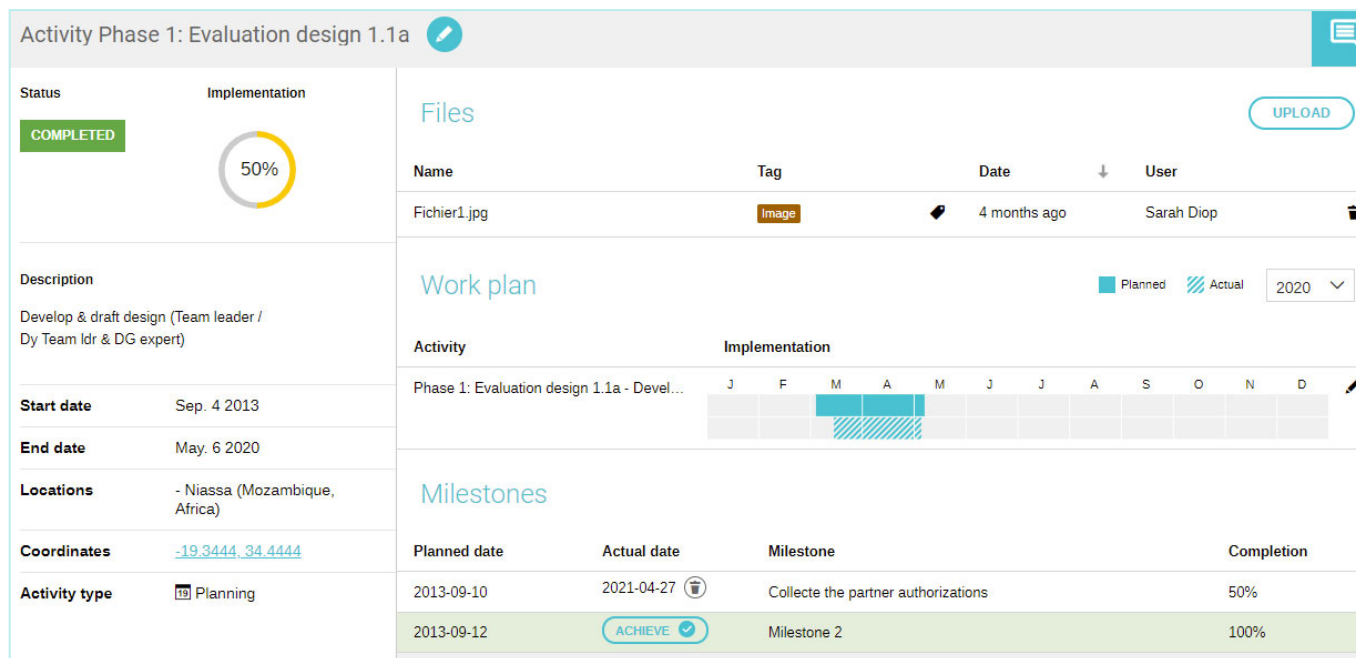 Activity Phase 1: Evaluation design 1.1a
Status
Implementation
COMPLETED
50%
Description
Develop & draft design (Team leader /
Dy Team ldr & DG expert)
Start date Sep. 4 2013
End date May. 6 2020
Locations - Niassa (Mozambique,
Africa)
Coordinates -19.3444, 34.4444
Activity type 19 Planning
Files
UPLOAD
Name Tag Date User
Fichier1.jpg Image 4 months ago Sarah Diop
Work plan
Planned Actual 2020
Activity Implementation
Phase 1: Evaluation design 1.1a - Devel... J F M A M J J A S O N D
Milestones
Planned date Actual date Milestone Completion
2013-09-10 2021-04-27 Collecte the partner authorizations 50%
2013-09-12 ACHIEVE Milestone 2 100%